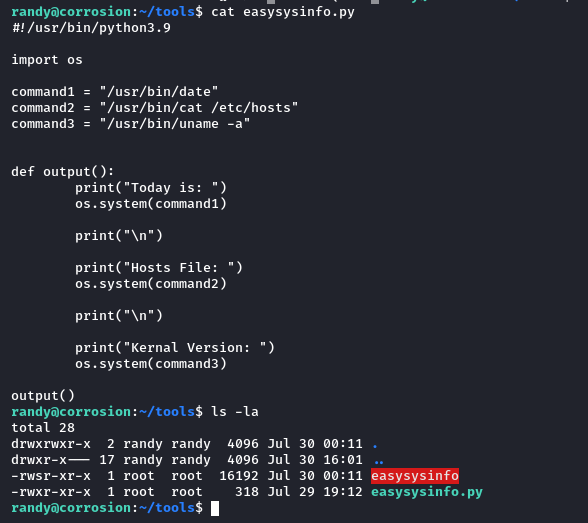 randy@corrosion:~/tools$ cat easysysinfo.py
#!/usr/bin/python3.9

import os

command1 = "/usr/bin/date"
command2 = "/usr/bin/cat /etc/hosts"
command3 = "/usr/bin/uname -a"


def output():
        print("Today is: ")
        os.system(command1)

        print("\n")

        print("Hosts File: ")
        os.system(command2)

        print("\n")

        print("Kernal Version: ")
        os.system(command3)

output()
randy@corrosion:~/tools$ ls -la
total 28
drwxrwxr-x  2 randy randy  4096 Jul 30 00:11 .
drwxr-x--- 17 randy randy  4096 Jul 30 16:01 ..
-rwsr-xr-x  1 root  root  16192 Jul 30 00:11 easysysinfo
-rwxr-xr-x  1 root  root    318 Jul 29 19:12 easysysinfo.py
randy@corrosion:~/tools$